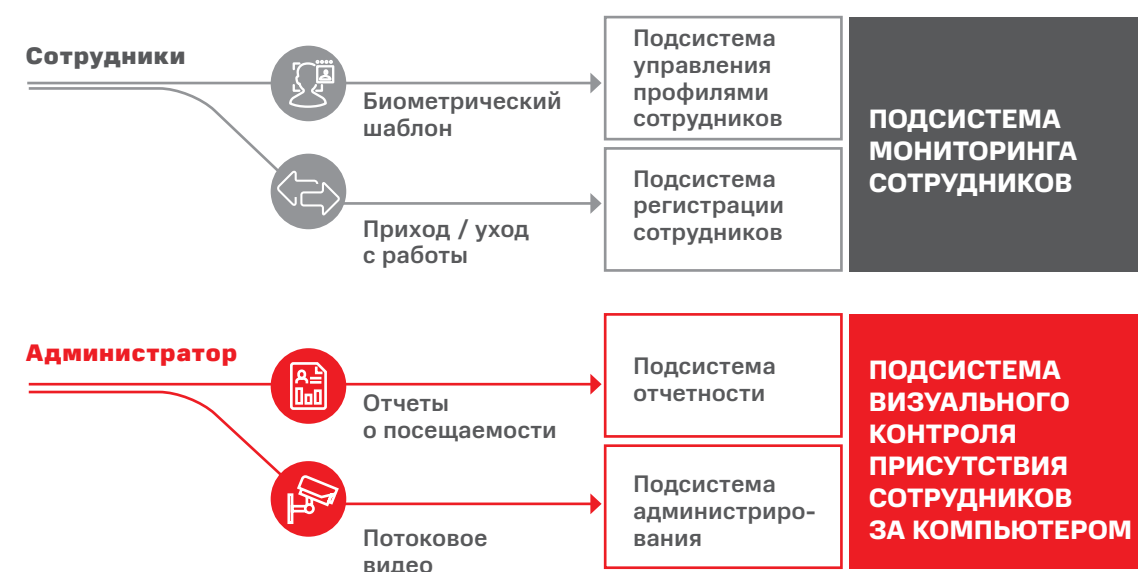 Сотрудники
Биометрический
шаблон
Приход / уход
с работы
Подсистема
управления
профилями
сотрудников
Подсистема
регистрации
сотрудников
ПОДСИСТЕМА
МОНИТОРИНГА
СОТРУДНИКОВ
Администратор
Отчеты
о посещаемости
Потоковое
видео
Подсистема
отчетности
Подсистема
администриро-
вания
ПОДСИСТЕМА
ВИЗУАЛЬНОГО
КОНТРОЛЯ
ПРИСУТСТВИЯ
СОТРУДНИКОВ
ЗА КОМПЬЮТЕРОМ